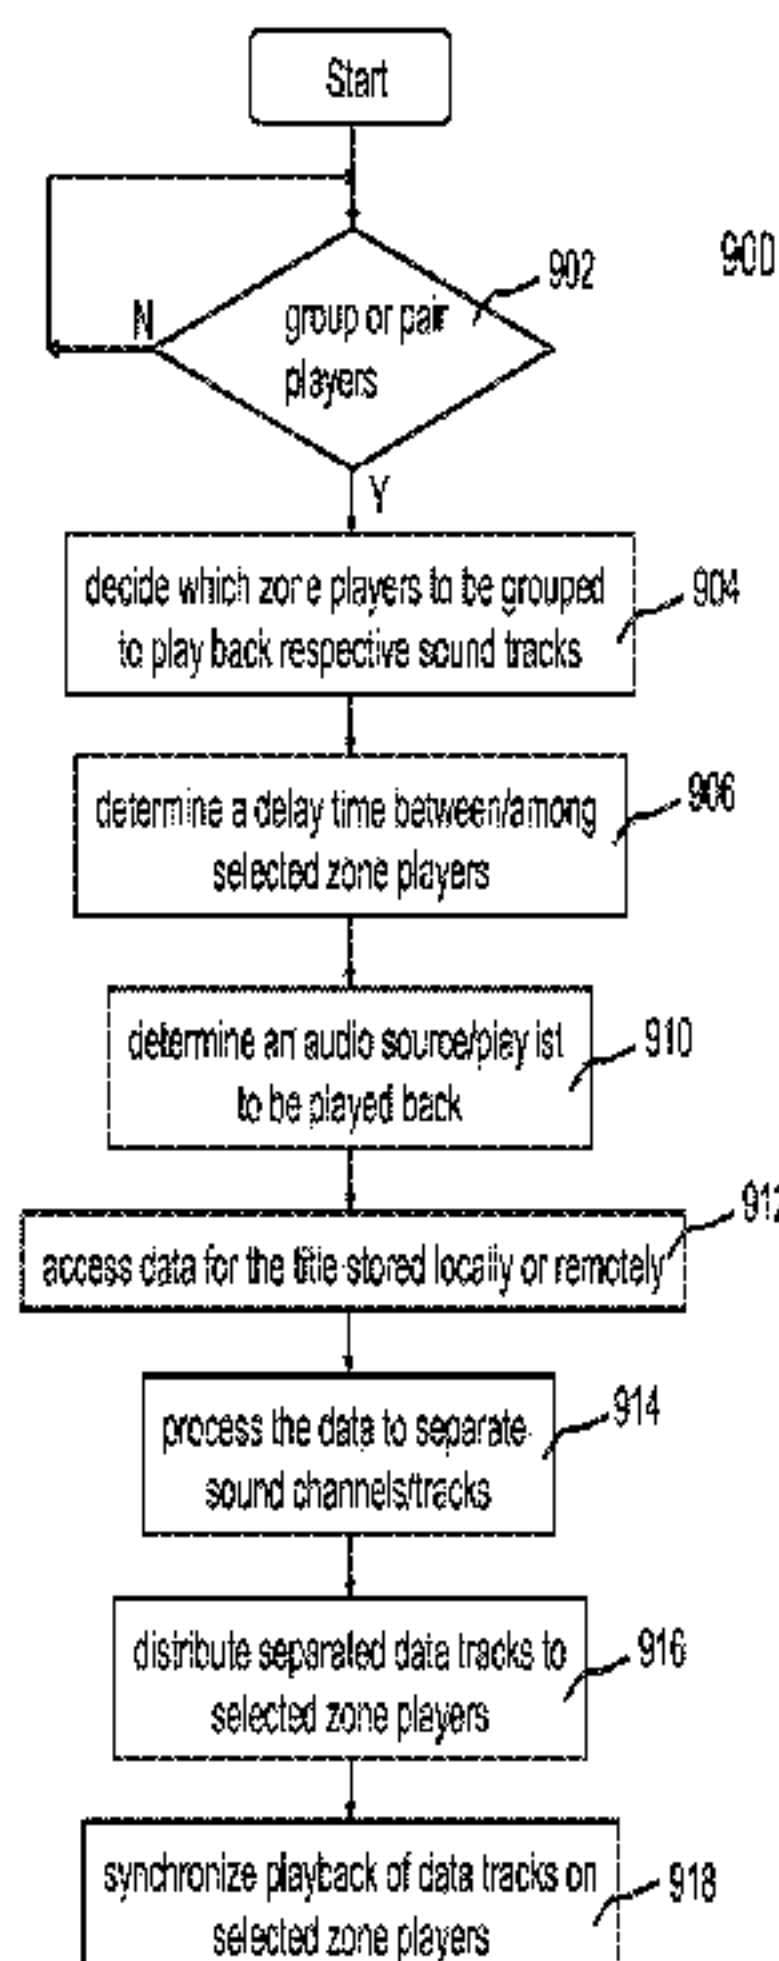 Start
900
902
group or pair
players
N
Y
decide which zone players to be grouped
to play back respective sound tracks
904
determine a delay time between/among
selected zone players
906
determine an audio source/playlist
to be played back
910
access data for the title stored locally or remotely
912
process the data to separate
sound channels/tracks
914
distribute separated data tracks to
selected zone players
916
synchronize playback of data tracks on
selected zone players
918